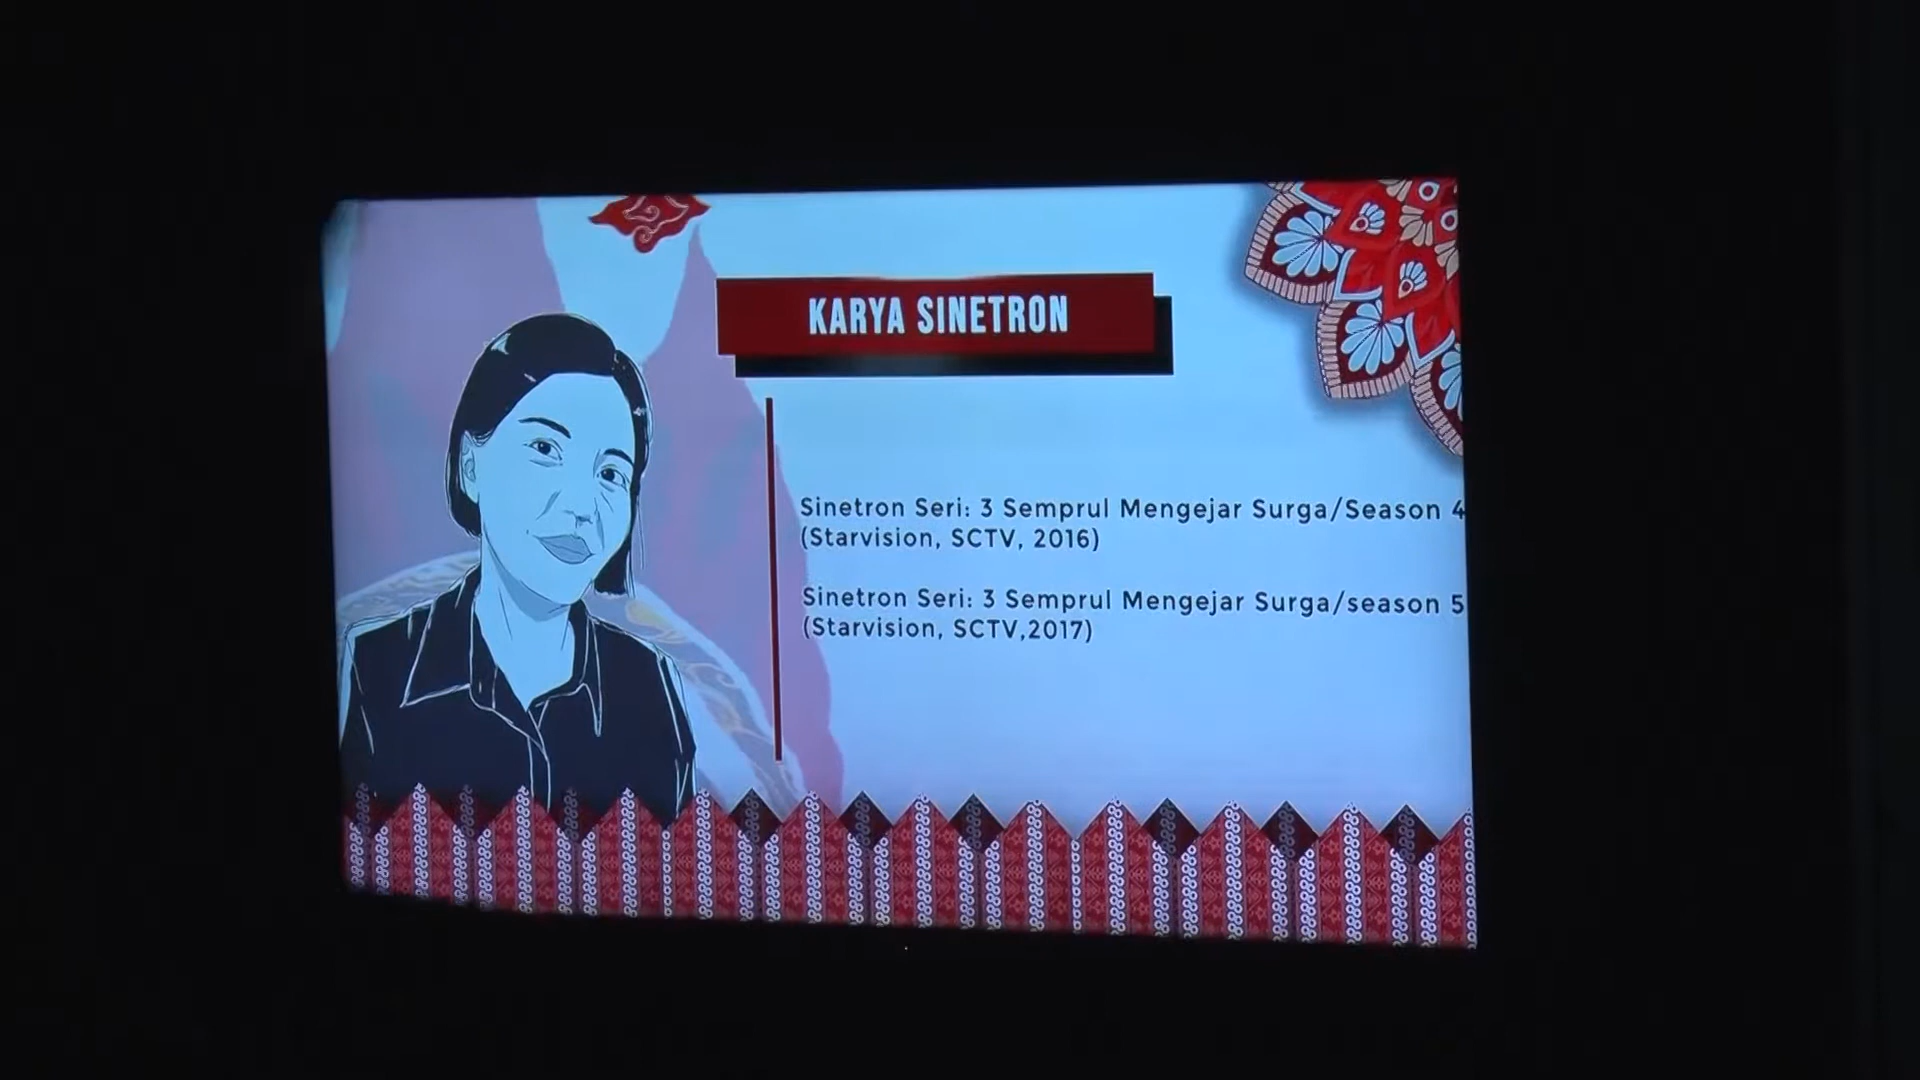 KARYA SINETRON
Sinetron Seri: 3 Semprul Mengejar Surga/Season 4
(Starvision, SCTV, 2016)
Sinetron Seri: 3 Semprul Mengejar Surga/season 5
(Starvision, SCTV,2017)